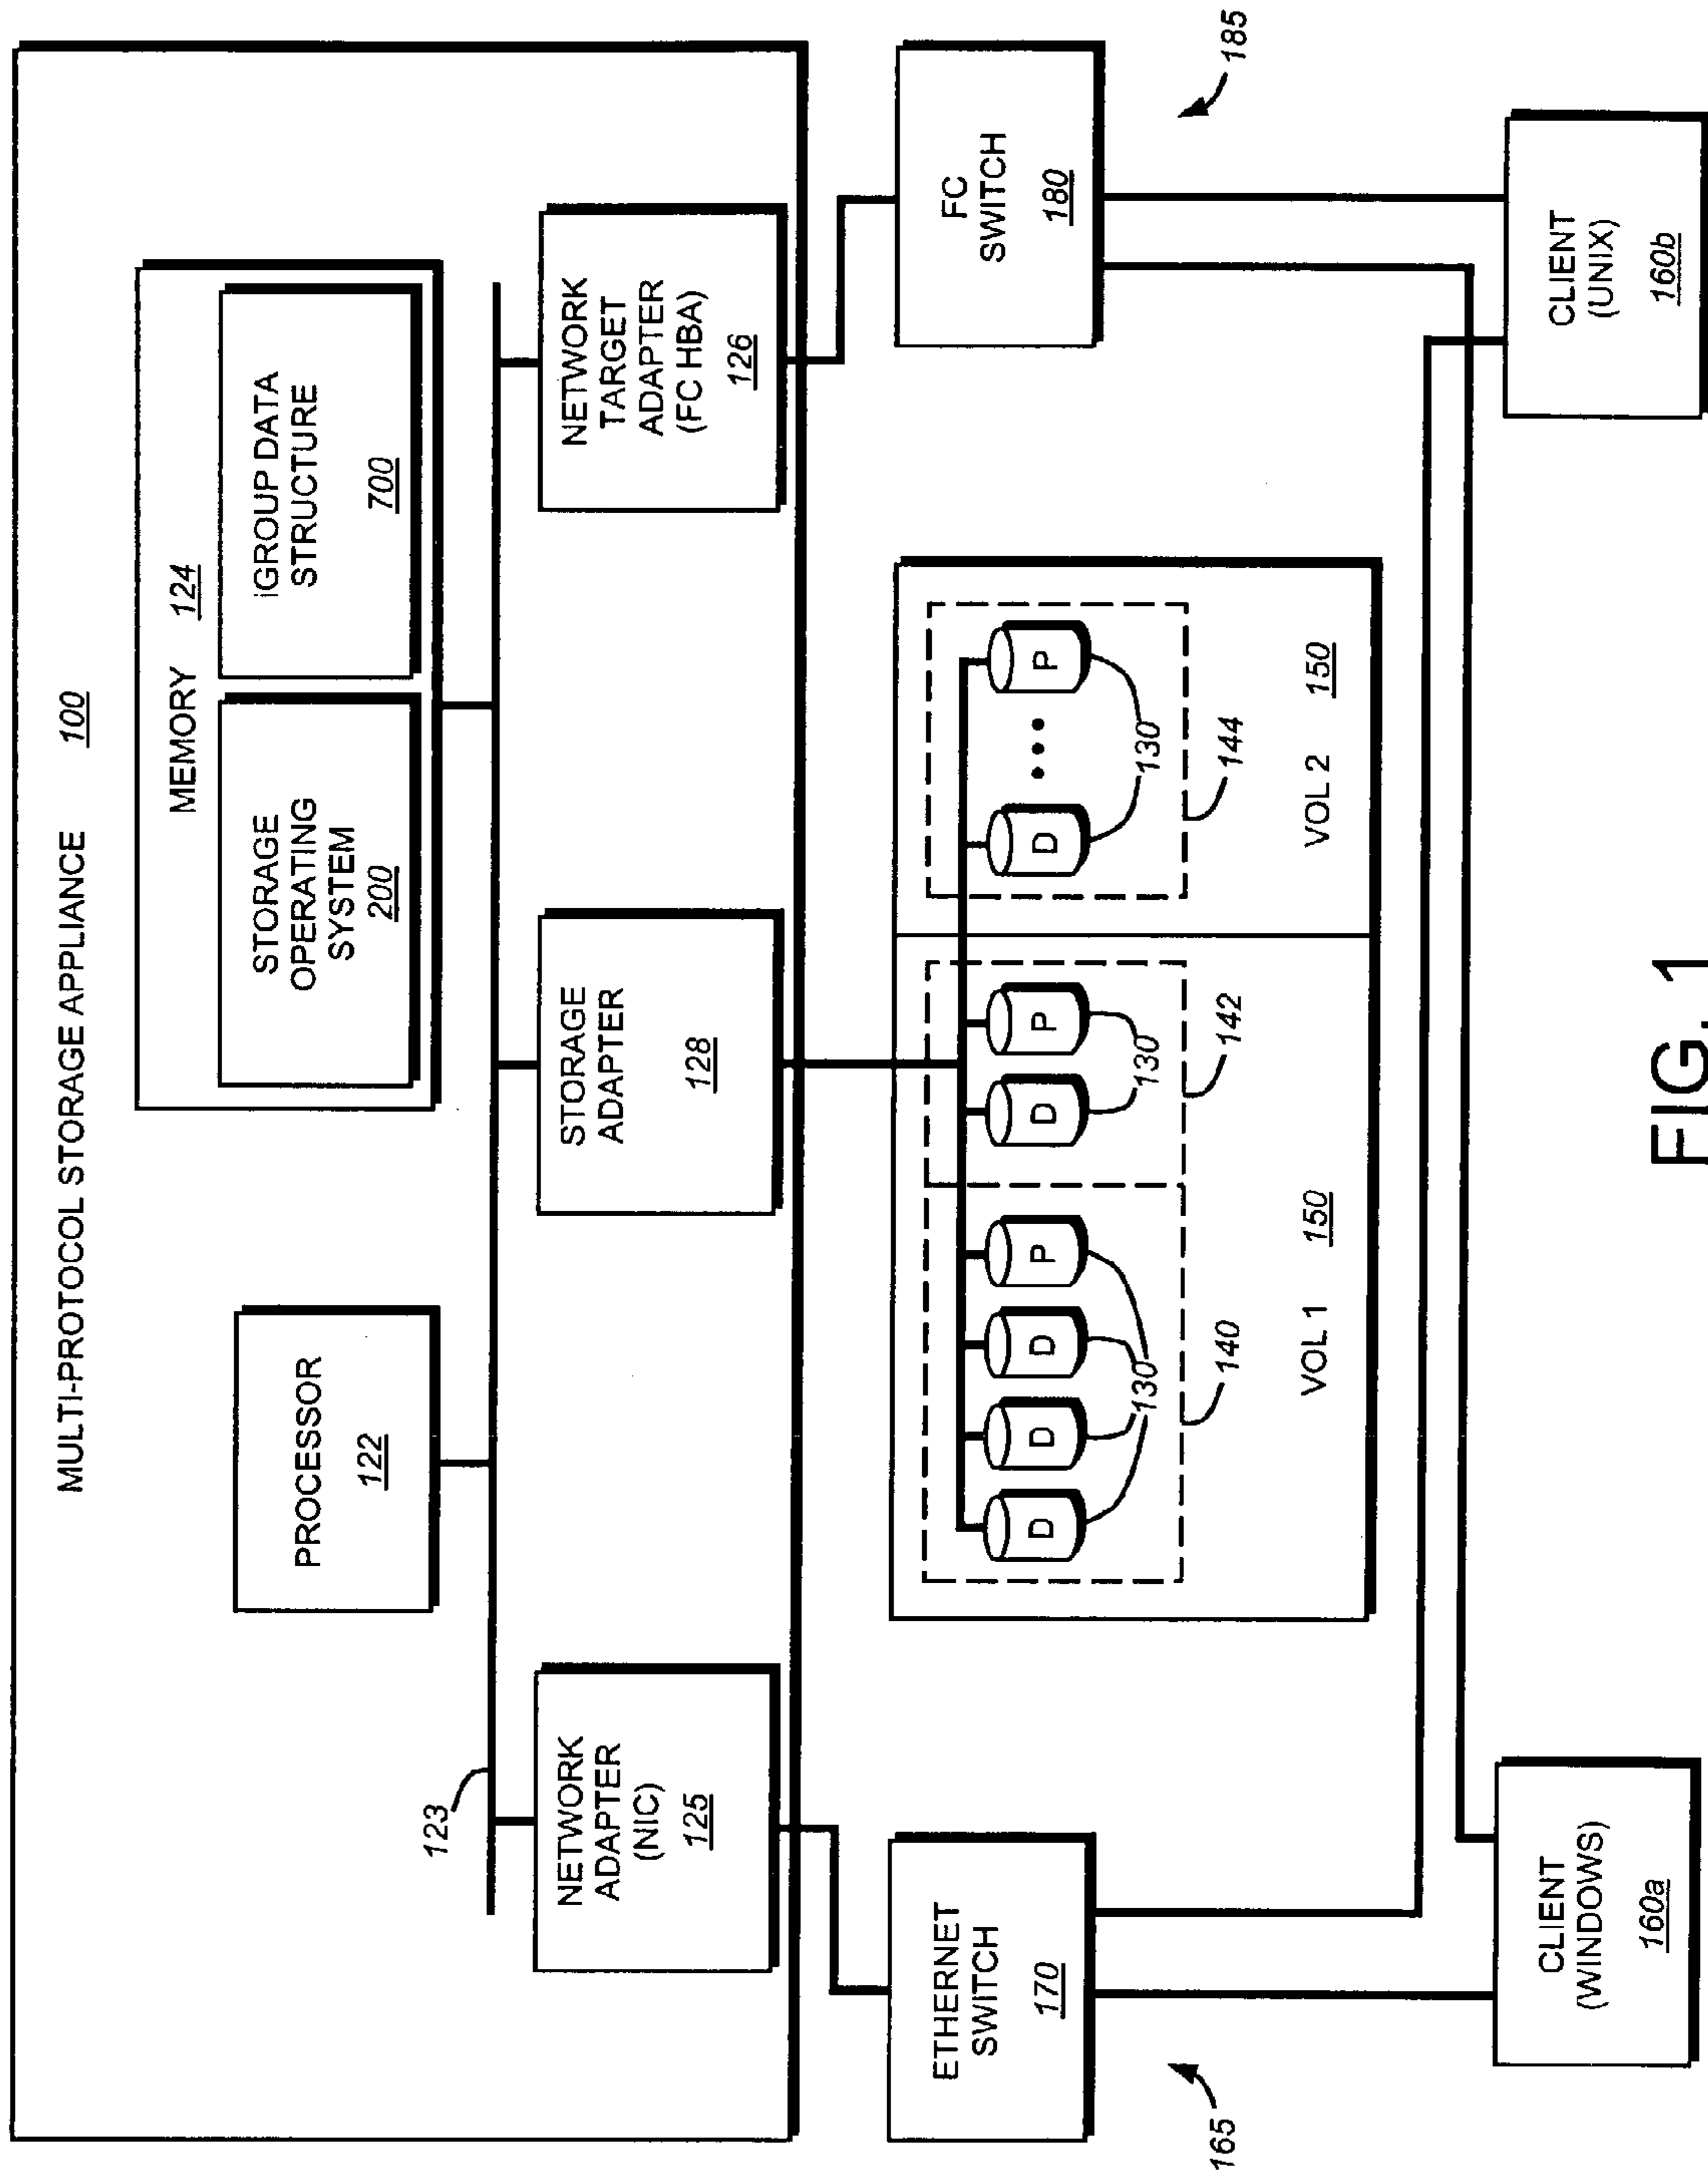 MULTI-PROTOCOL STORAGE APPLIANCE 100
MEMORY 124
STORAGE
OPERATING
SYSTEM
200
iGROUP DATA
STRUCTURE
700
PROCESSOR
122
123
NETWORK
ADAPTER
(NIC)
125
STORAGE
ADAPTER
128
NETWORK
TARGET
ADAPTER
(FC HBA)
126
ETHERNET
SWITCH
170
165
D D D P
130
140
D P
130
142
VOL 1 150
D P
130
144
VOL 2 150
FC
SWITCH
180
185
CLIENT
(WINDOWS)
160a
CLIENT
(UNIX)
160b
FIG. 1